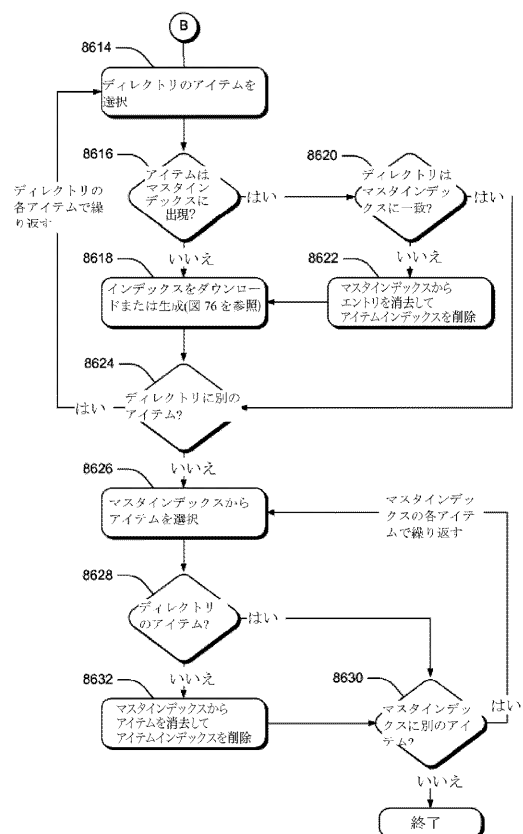 B
8614
ディレクトリのアイテムを
選択
ディレクトリの
各アイテムで繰
り返す
8616
アイテムは
マスタイン
デックスに
出現?
はい
いいえ
8620
ディレクトリは
マスタインデッ
クスに一致?
はい
いいえ
8618
インデックスをダウンロー
ドまたは生成(図 76 を参照)
8622
マスタインデックスから
エントリを消去して
アイテムインデックスを削除
8624
ディレクトリに別の
アイテム?
はい
いいえ
8626
マスタインデックスから
アイテムを選択
マスタインデッ
クスの各アイテム
で繰り返す
8628
ディレクトリ
のアイテム?
はい
いいえ
8632
マスタインデックスから
アイテムを消去して
アイテムインデックスを削除
8630
マスタインデッ
クスに別のアイ
テム?
はい
いいえ
終了